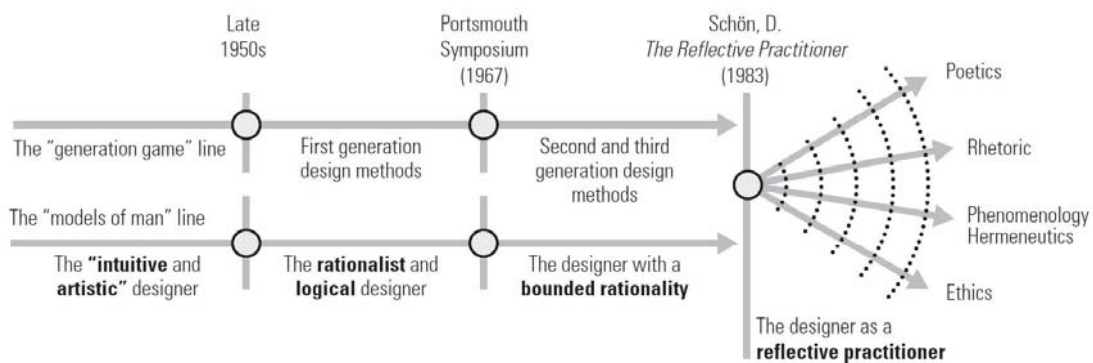 Late
1950s
Portsmouth
Symposium
(1967)
Schön, D.
The Reflective Practitioner
(1983)
The “generation game” line
First generation
design methods
Second and third
generation design
methods
Poetics
Rhetoric
Phenomenology
Hermeneutics
Ethics
The “models of man” line
The “intuitive and
artistic” designer
The rationalist and
logical designer
The designer with a
bounded rationality
The designer as a
reflective practitioner